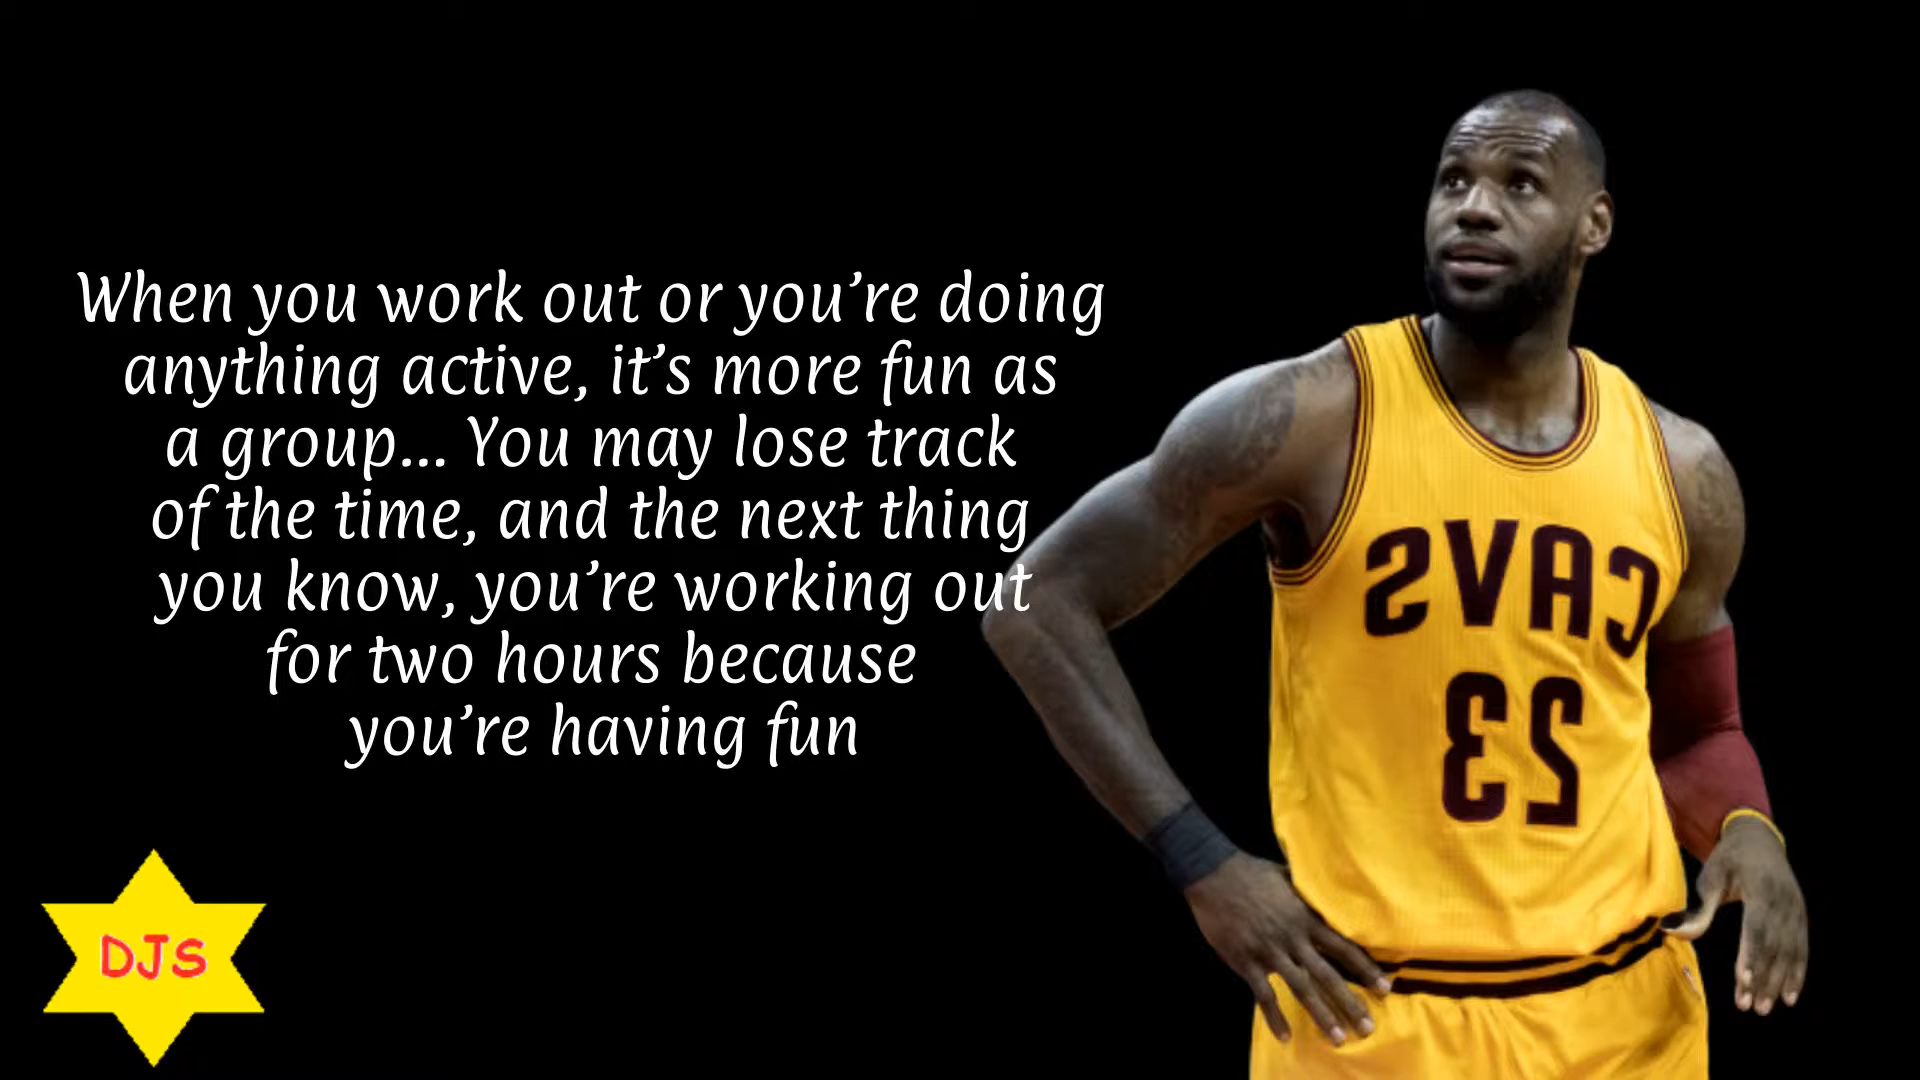 When you work out or you’re doing
anything active, it’s more fun as
a group... You may lose track
of the time, and the next thing
you know, you’re working out
for two hours because
you’re having fun
CAVS
23
DJS